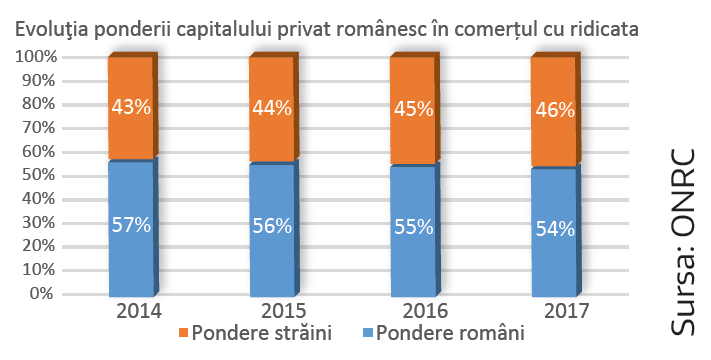 Evoluţia ponderii capitalului privat românesc în comerțul cu ridicata
100%
90%
80%
70%
60%
50%
40%
30%
20%
10%
0%
43% 44% 45% 46%
57% 56% 55% 54%
2014 2015 2016 2017
Pondere străini Pondere români
Sursa: ONRC